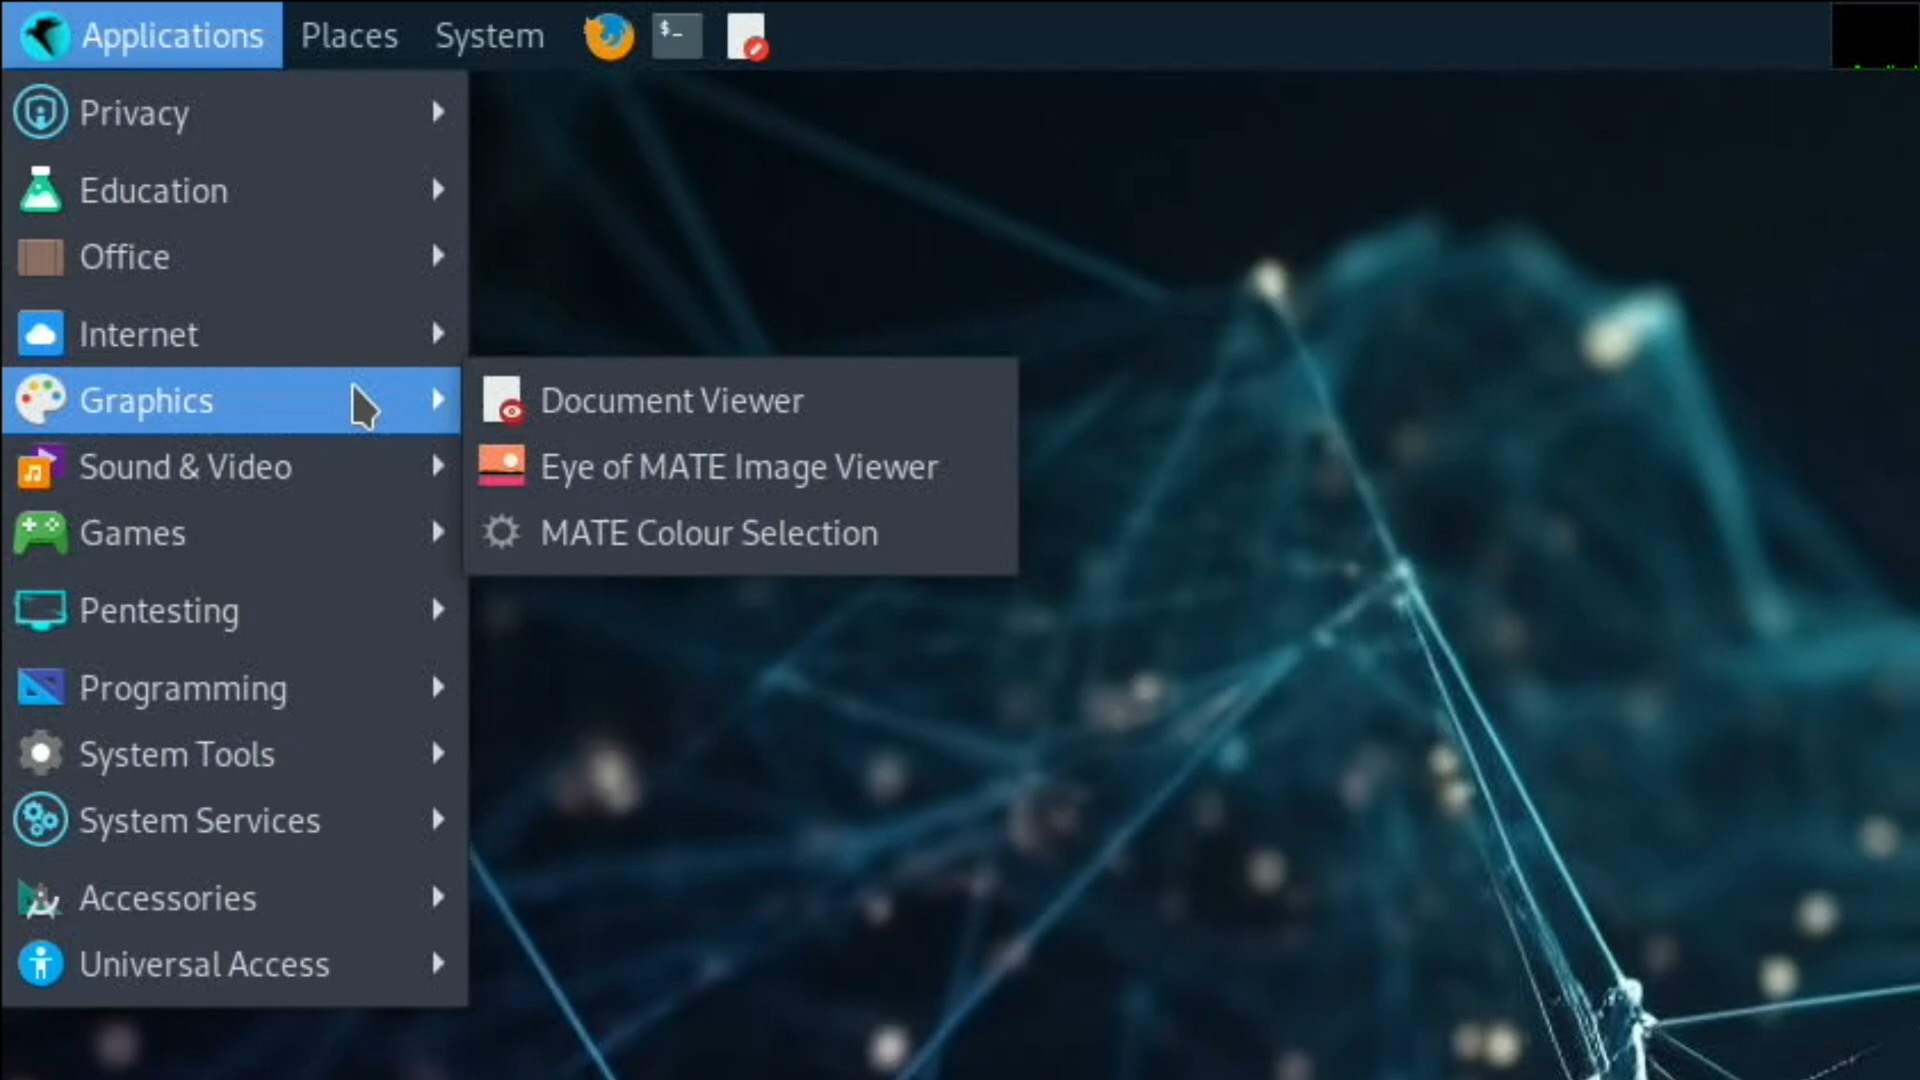 Applications Places System $_
Privacy
Education
Office
Internet
Graphics
Sound & Video
Games
Pentesting
Programming
System Tools
System Services
Accessories
Universal Access
Document Viewer
Eye of MATE Image Viewer
MATE Colour Selection